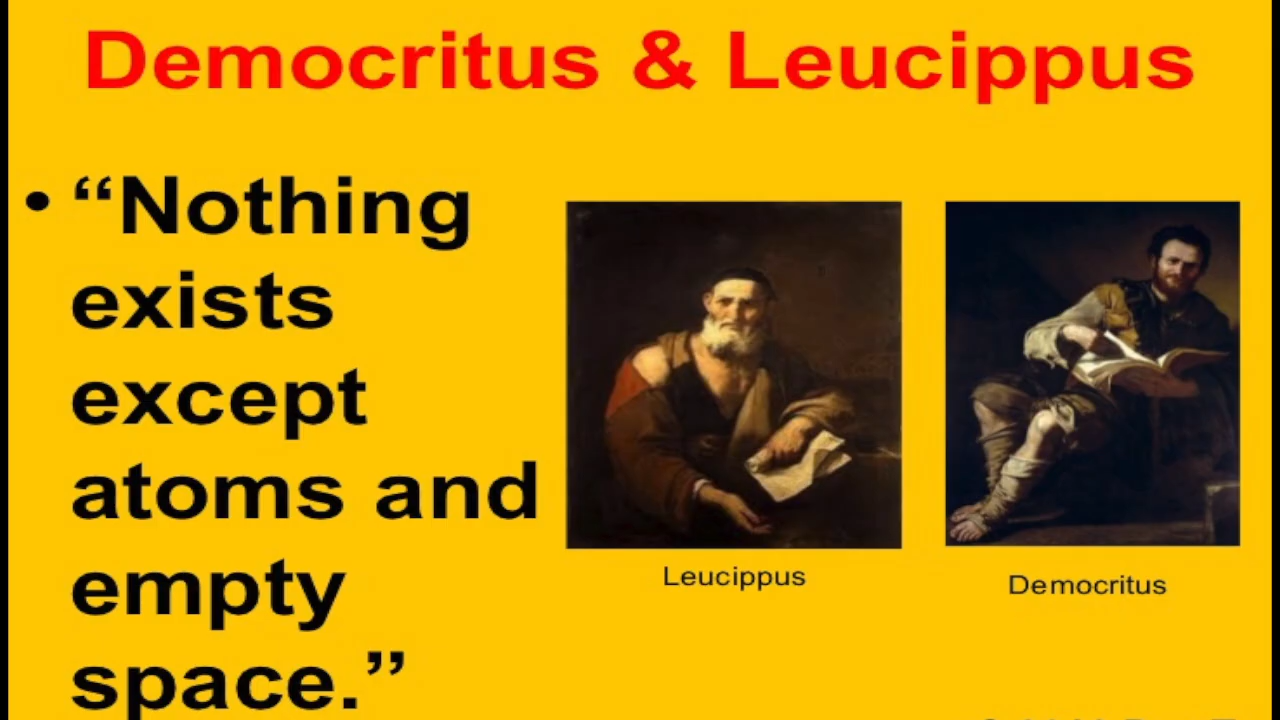 Democritus & Leucippus
• “Nothing
exists
except
atoms and
empty
space.”
Leucippus
Democritus